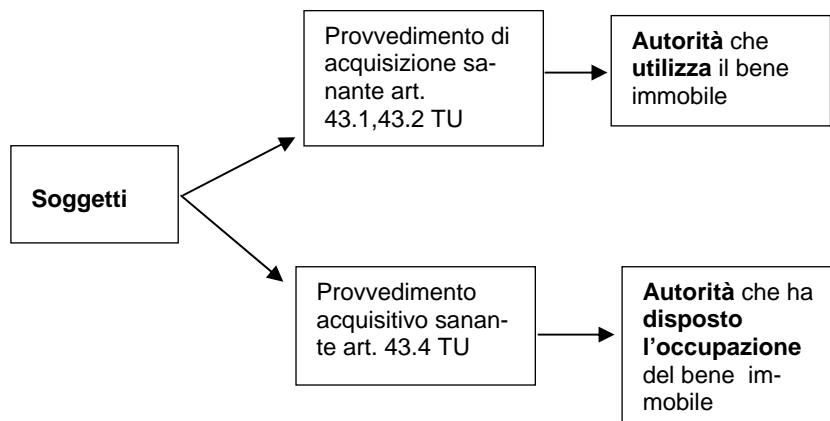 Provvedimento di
acquisizione sa-
nante art.
43.1,43.2 TU
Autorità che
utilizza il bene
immobile
Soggetti
Provvedimento
acquisitivo sanan-
te art. 43.4 TU
Autorità che ha
disposto
l'occupazione
del bene im-
mobile